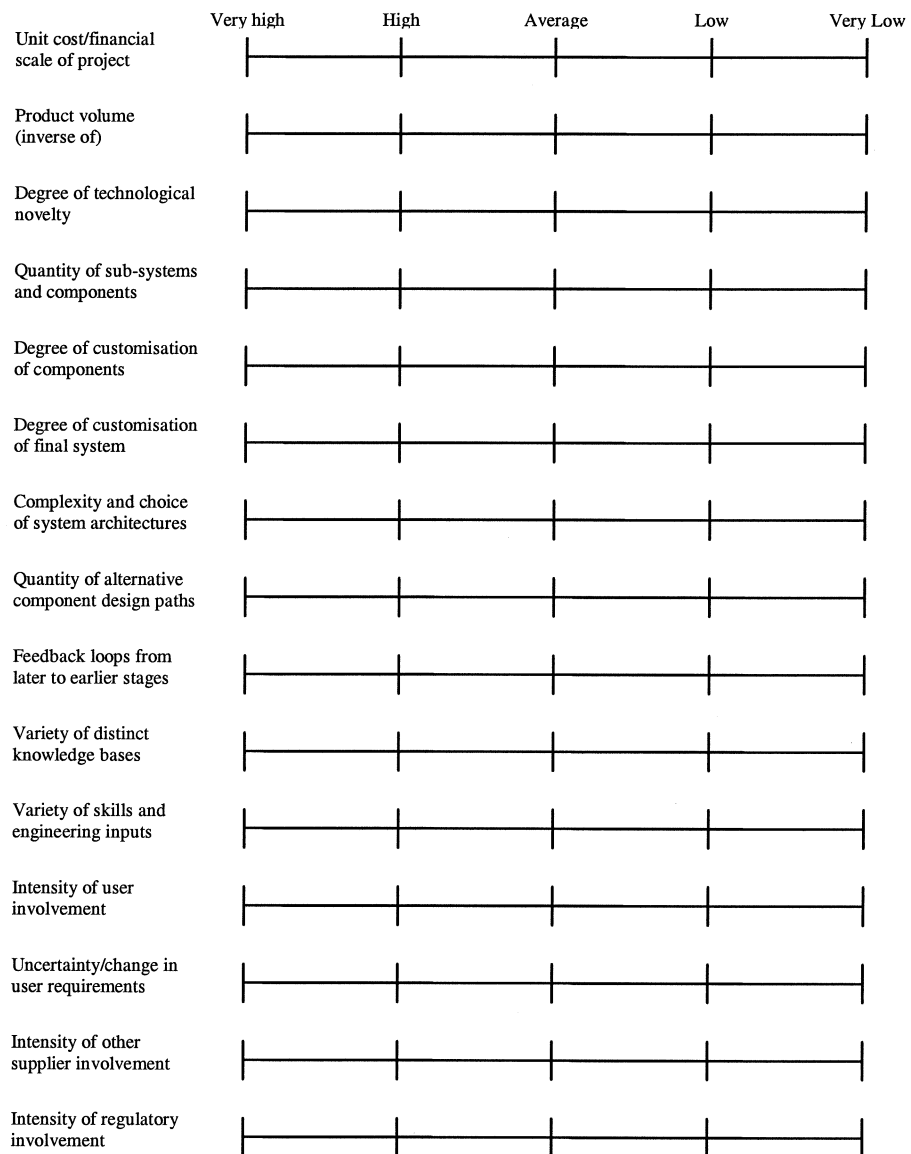 Very high High Average Low Very Low
Unit cost/financial
scale of project
Product volume
(inverse of)
Degree of technological
novelty
Quantity of sub-systems
and components
Degree of customisation
of components
Degree of customisation
of final system
Complexity and choice
of system architectures
Quantity of alternative
component design paths
Feedback loops from
later to earlier stages
Variety of distinct
knowledge bases
Variety of skills and
engineering inputs
Intensity of user
involvement
Uncertainty/change in
user requirements
Intensity of other
supplier involvement
Intensity of regulatory
involvement